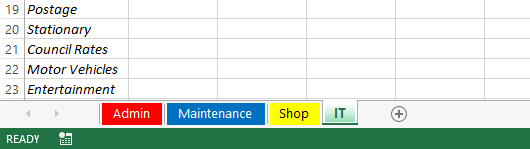 19 Postage
20 Stationary
21 Council Rates
22 Motor Vehicles
23 Entertainment
Admin Maintenance Shop IT
READY